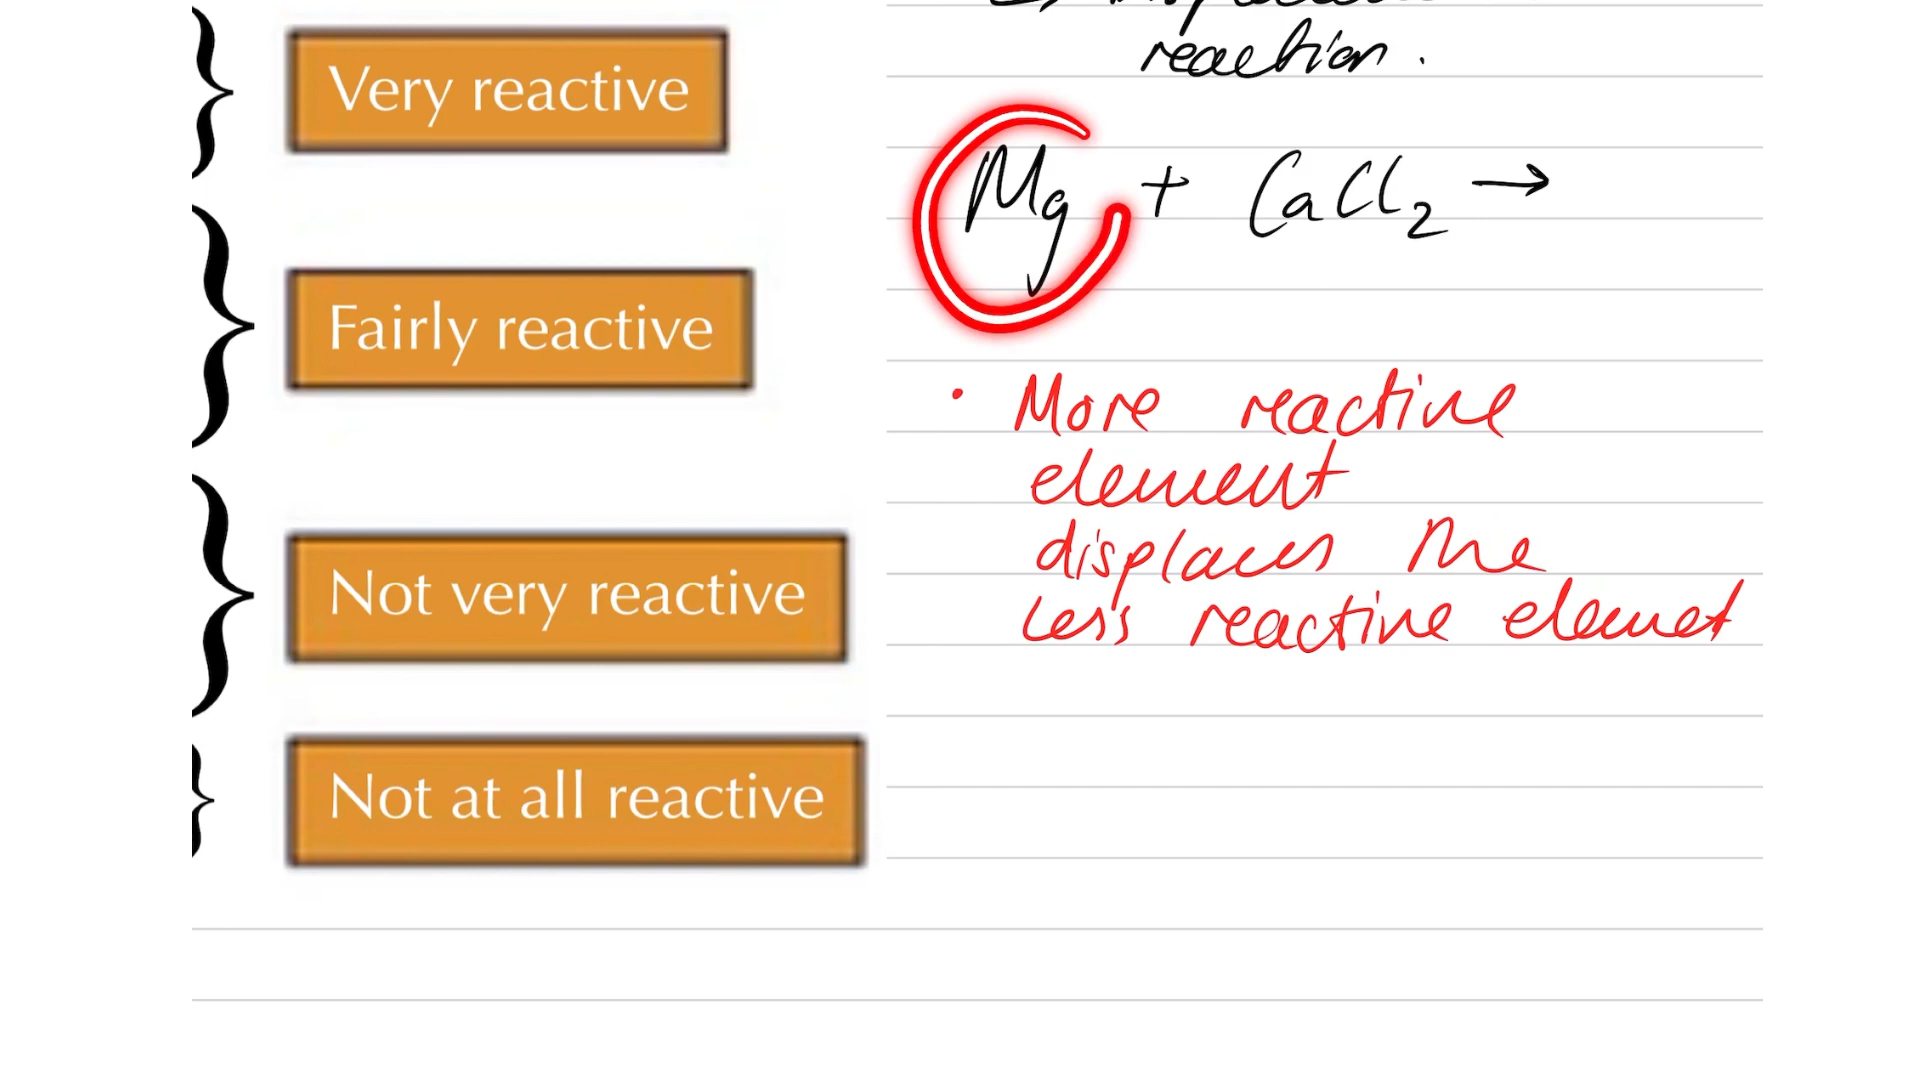 reaction.
Very reactive
Mg + CaCl₂ →
Fairly reactive
• More reactive
element
displaces the
Less reactive elemet
Not very reactive
Not at all reactive